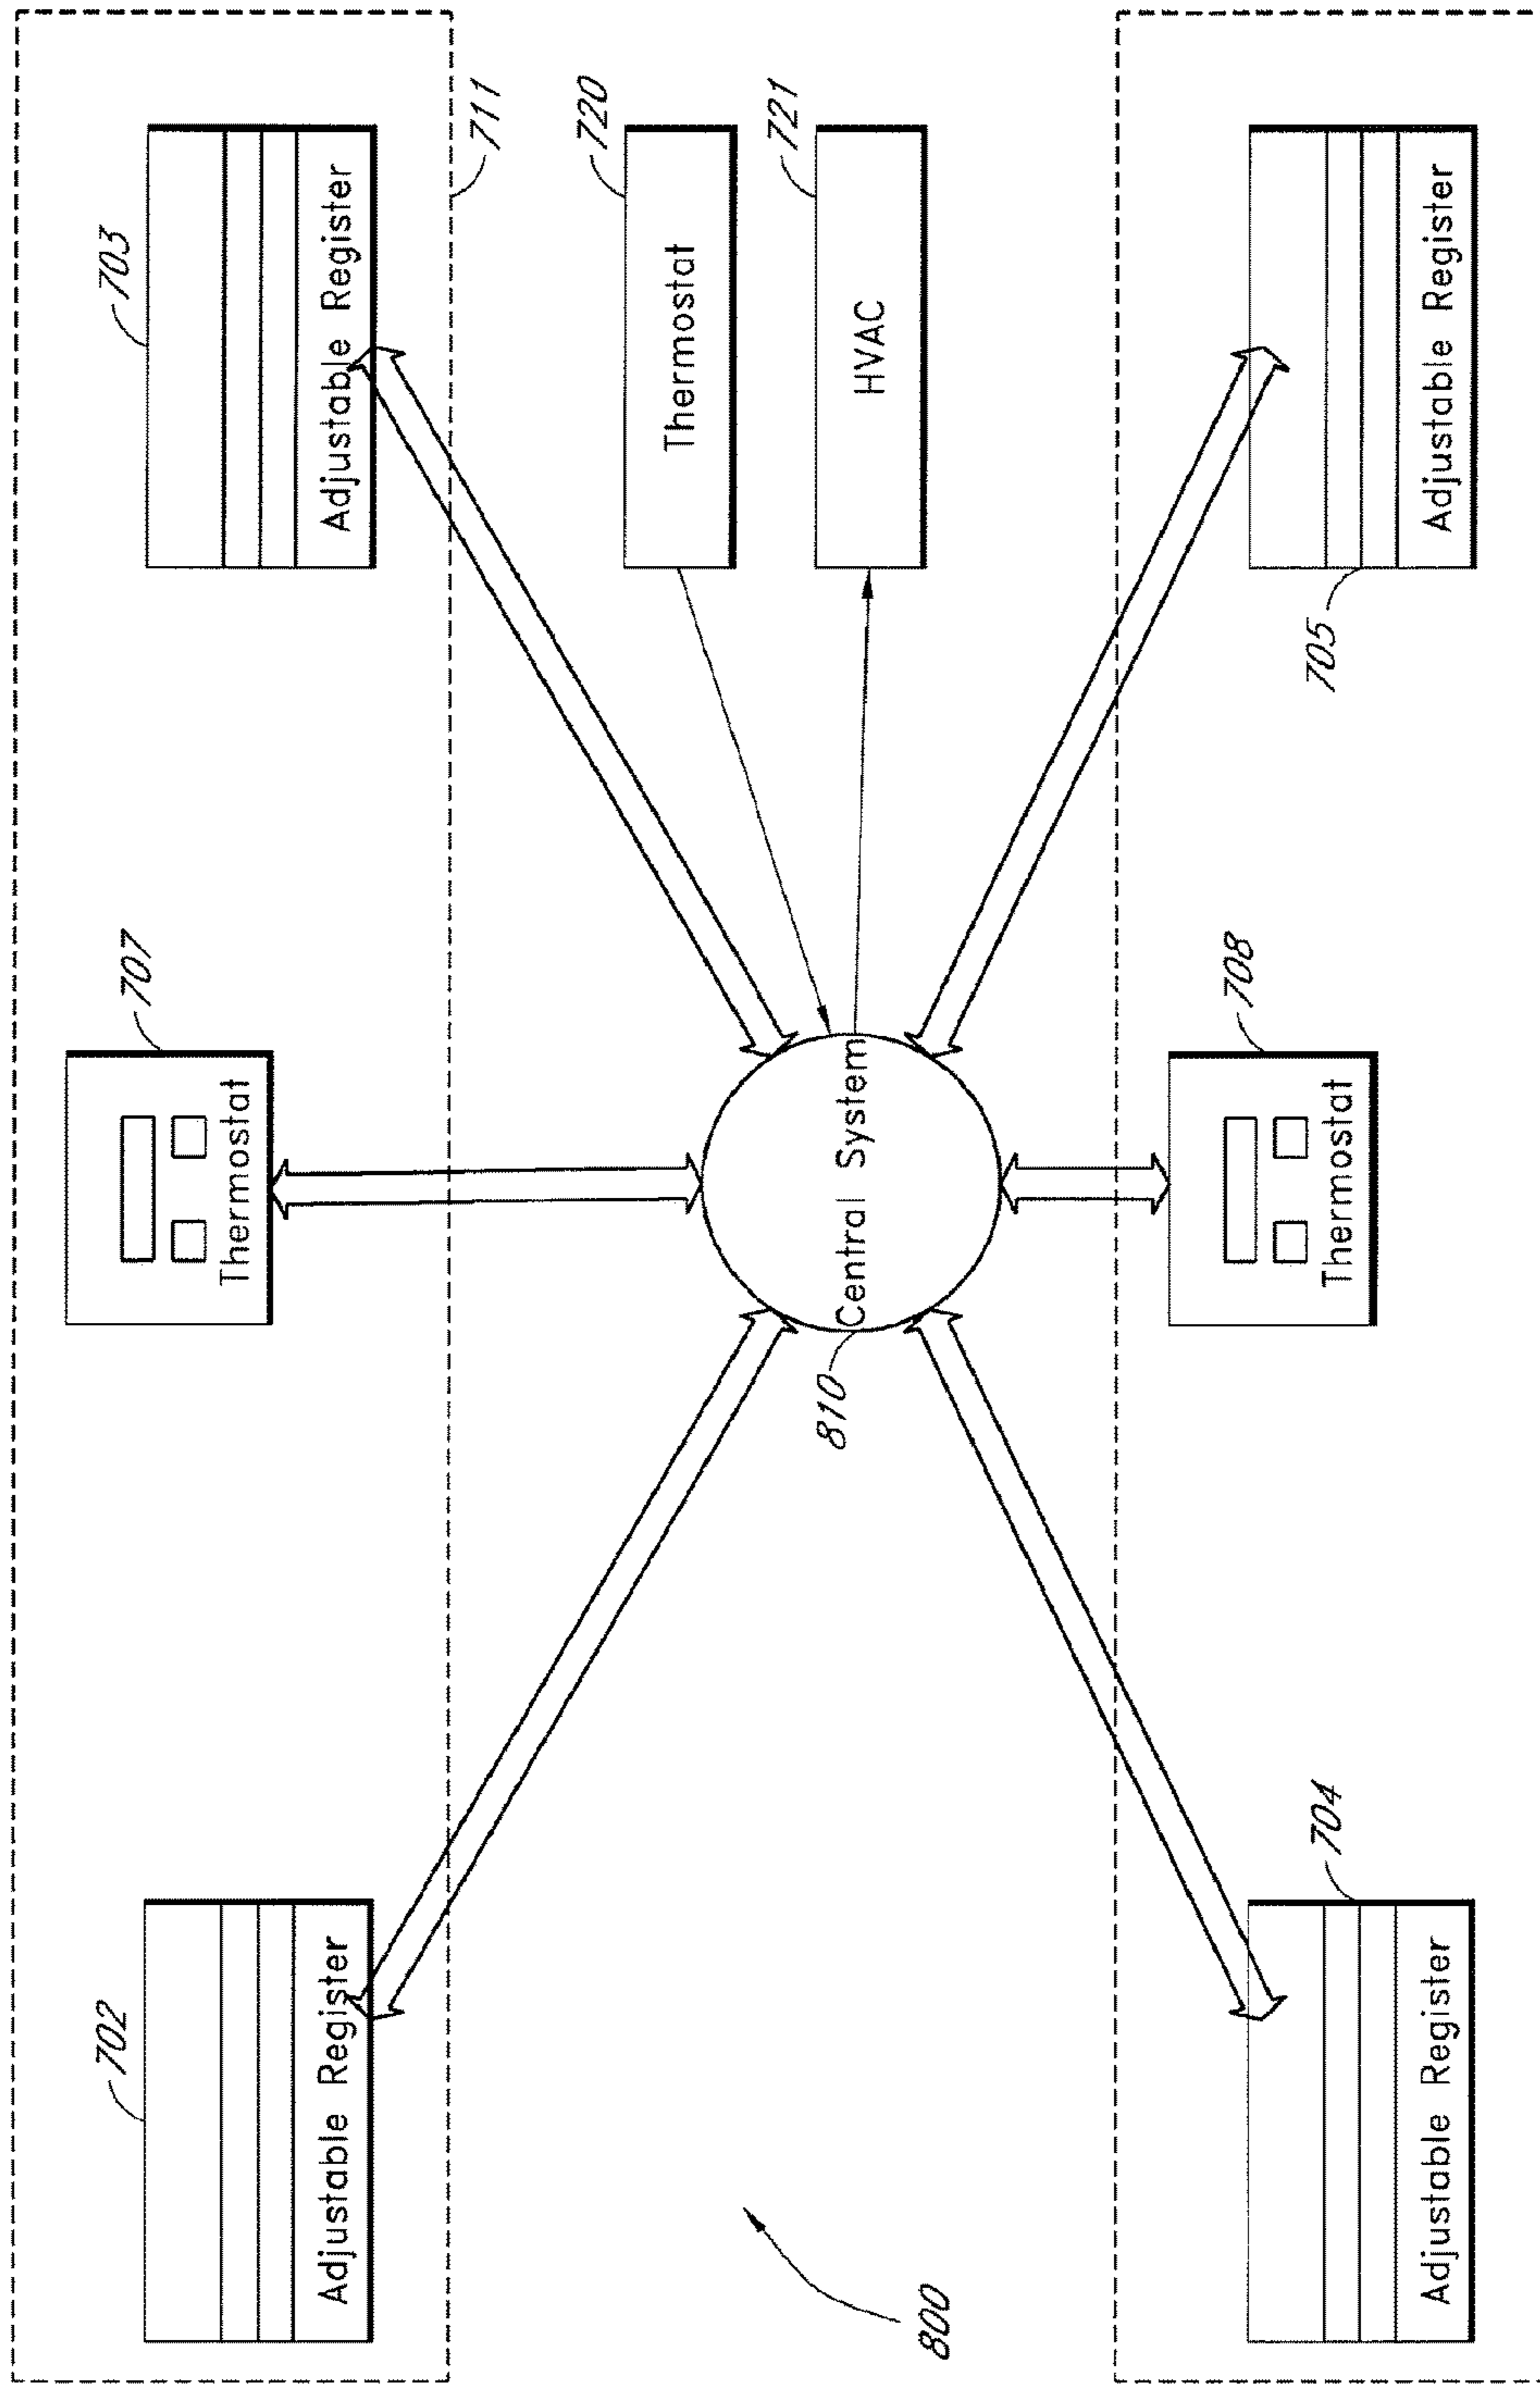 702
Adjustable Register
707
Thermostat
703
Adjustable Register
711
720
Thermostat
721
HVAC
Central System
810
800
704
Adjustable Register
708
Thermostat
705
Adjustable Register